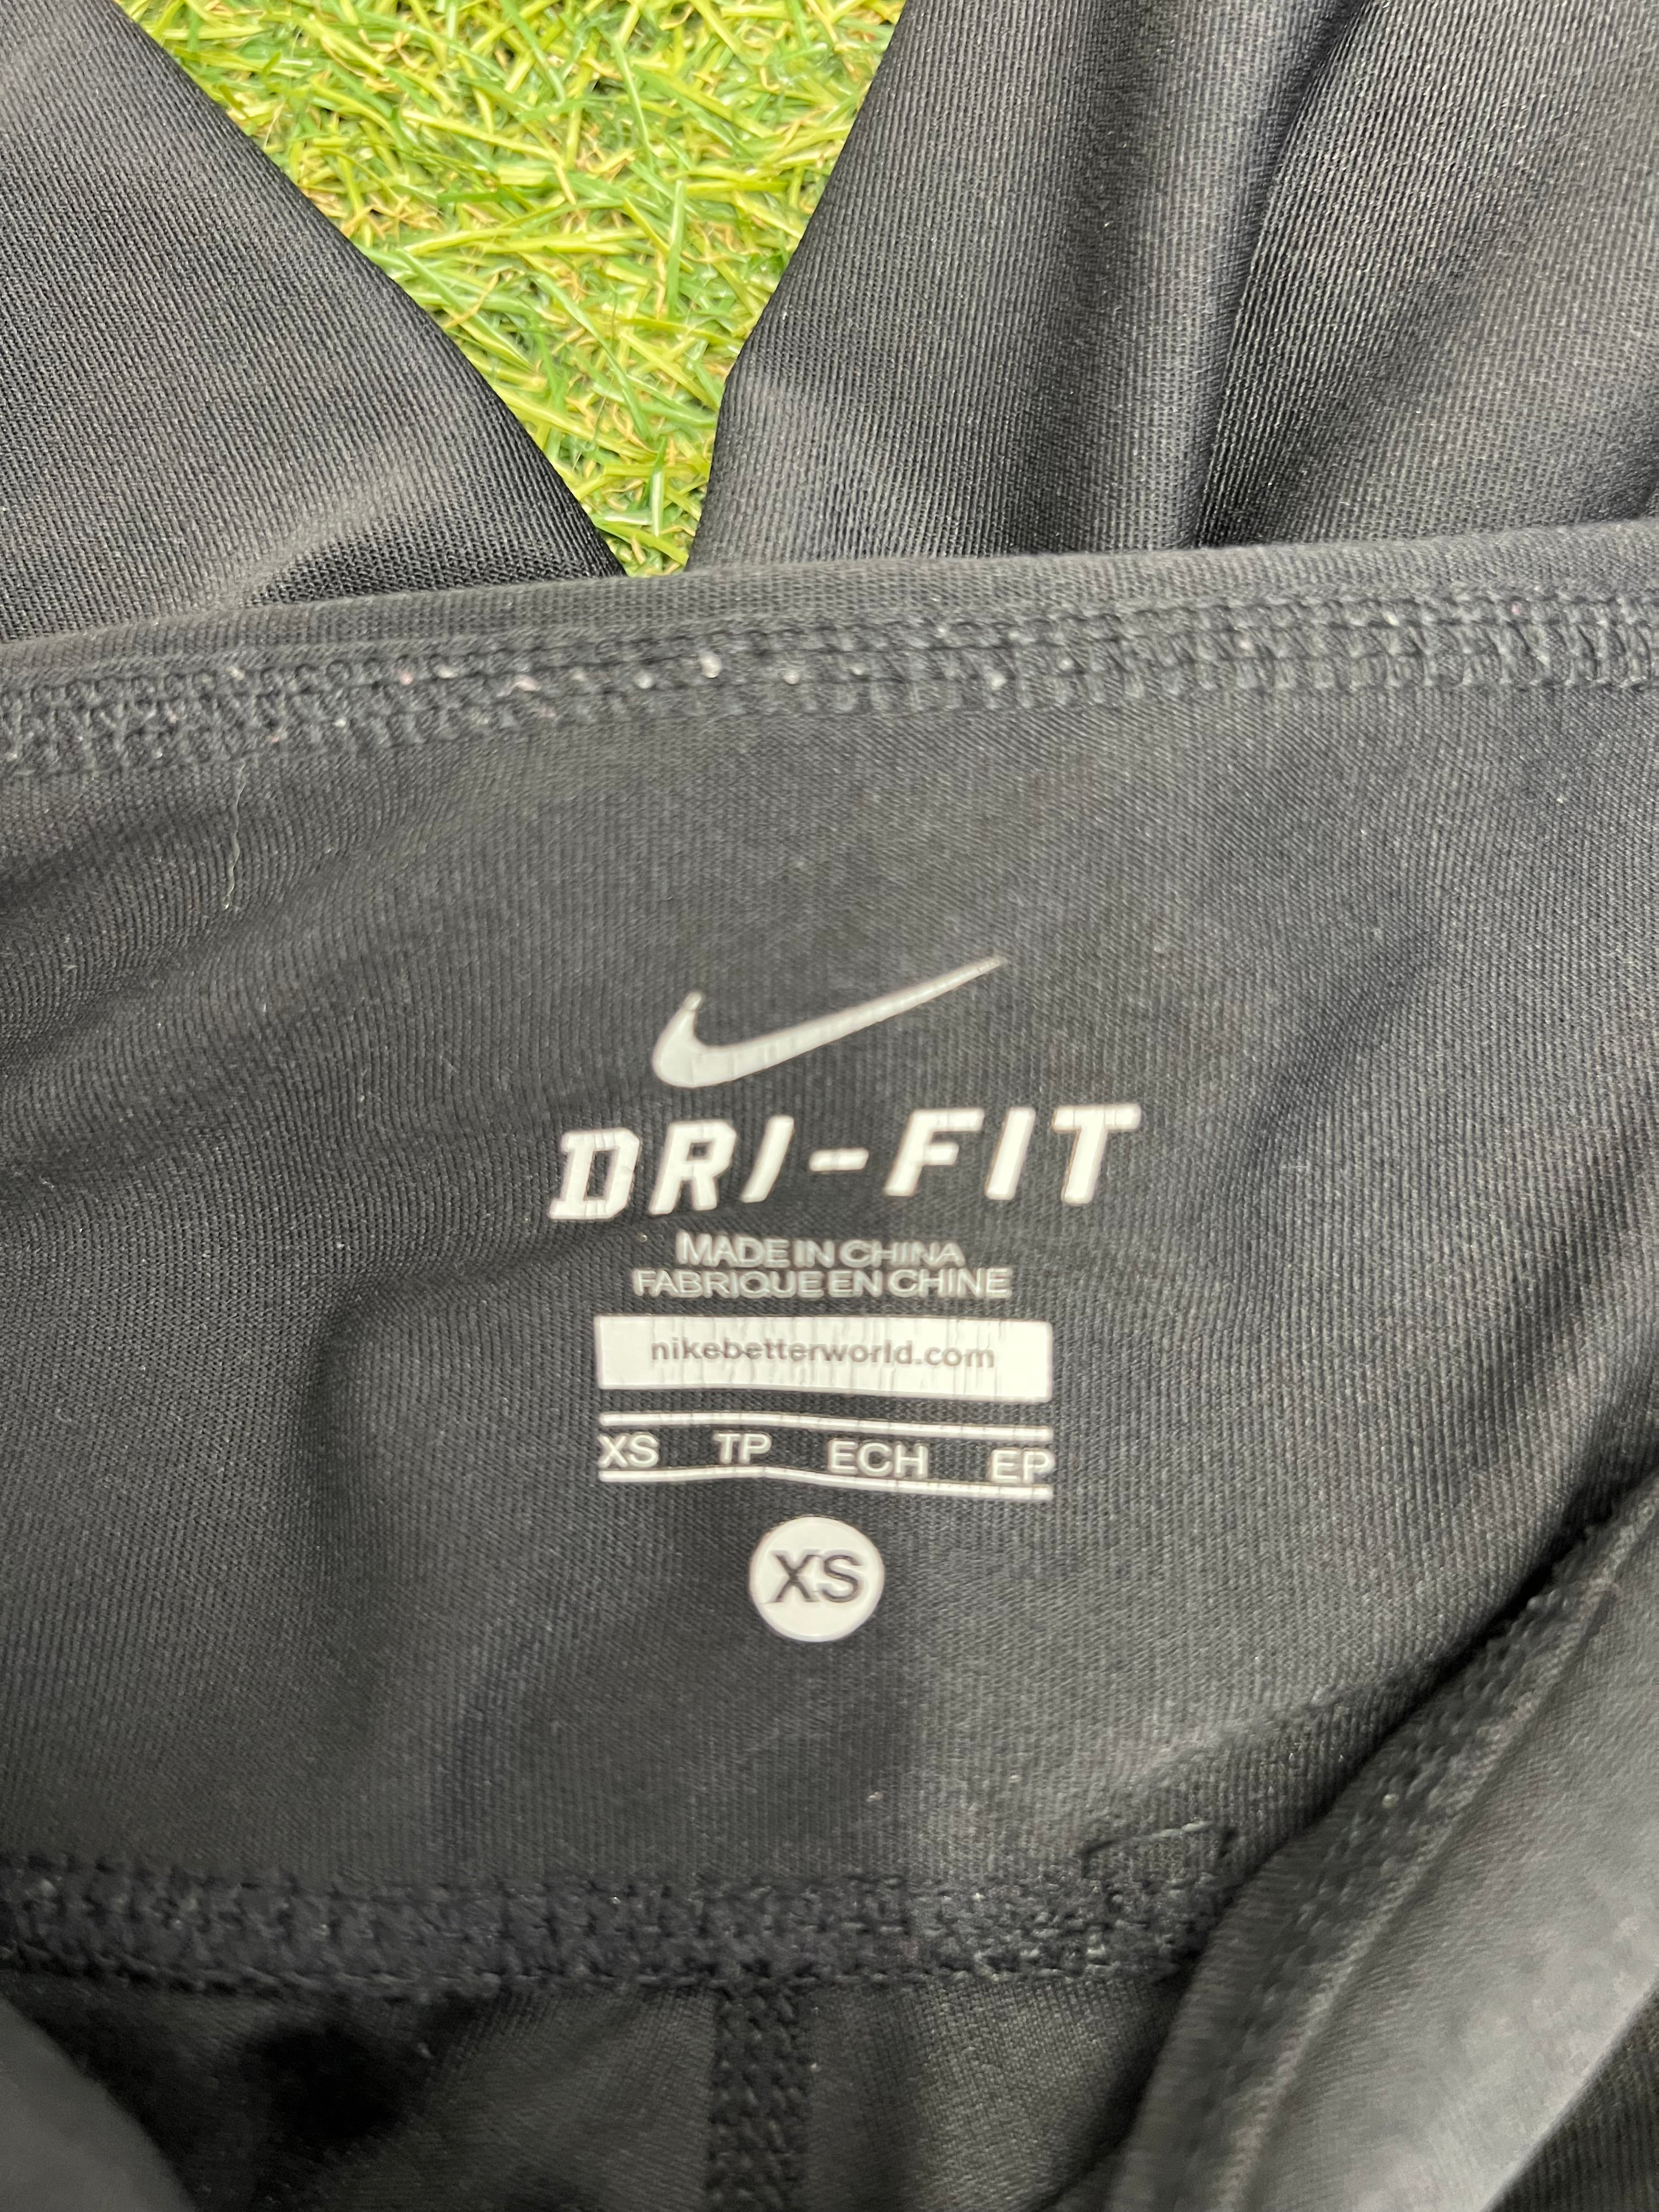 DRI-FIT
MADE IN CHINA
FABRIQUE EN CHINE
nikebetterworld.com
XS TP ECH EP
XS